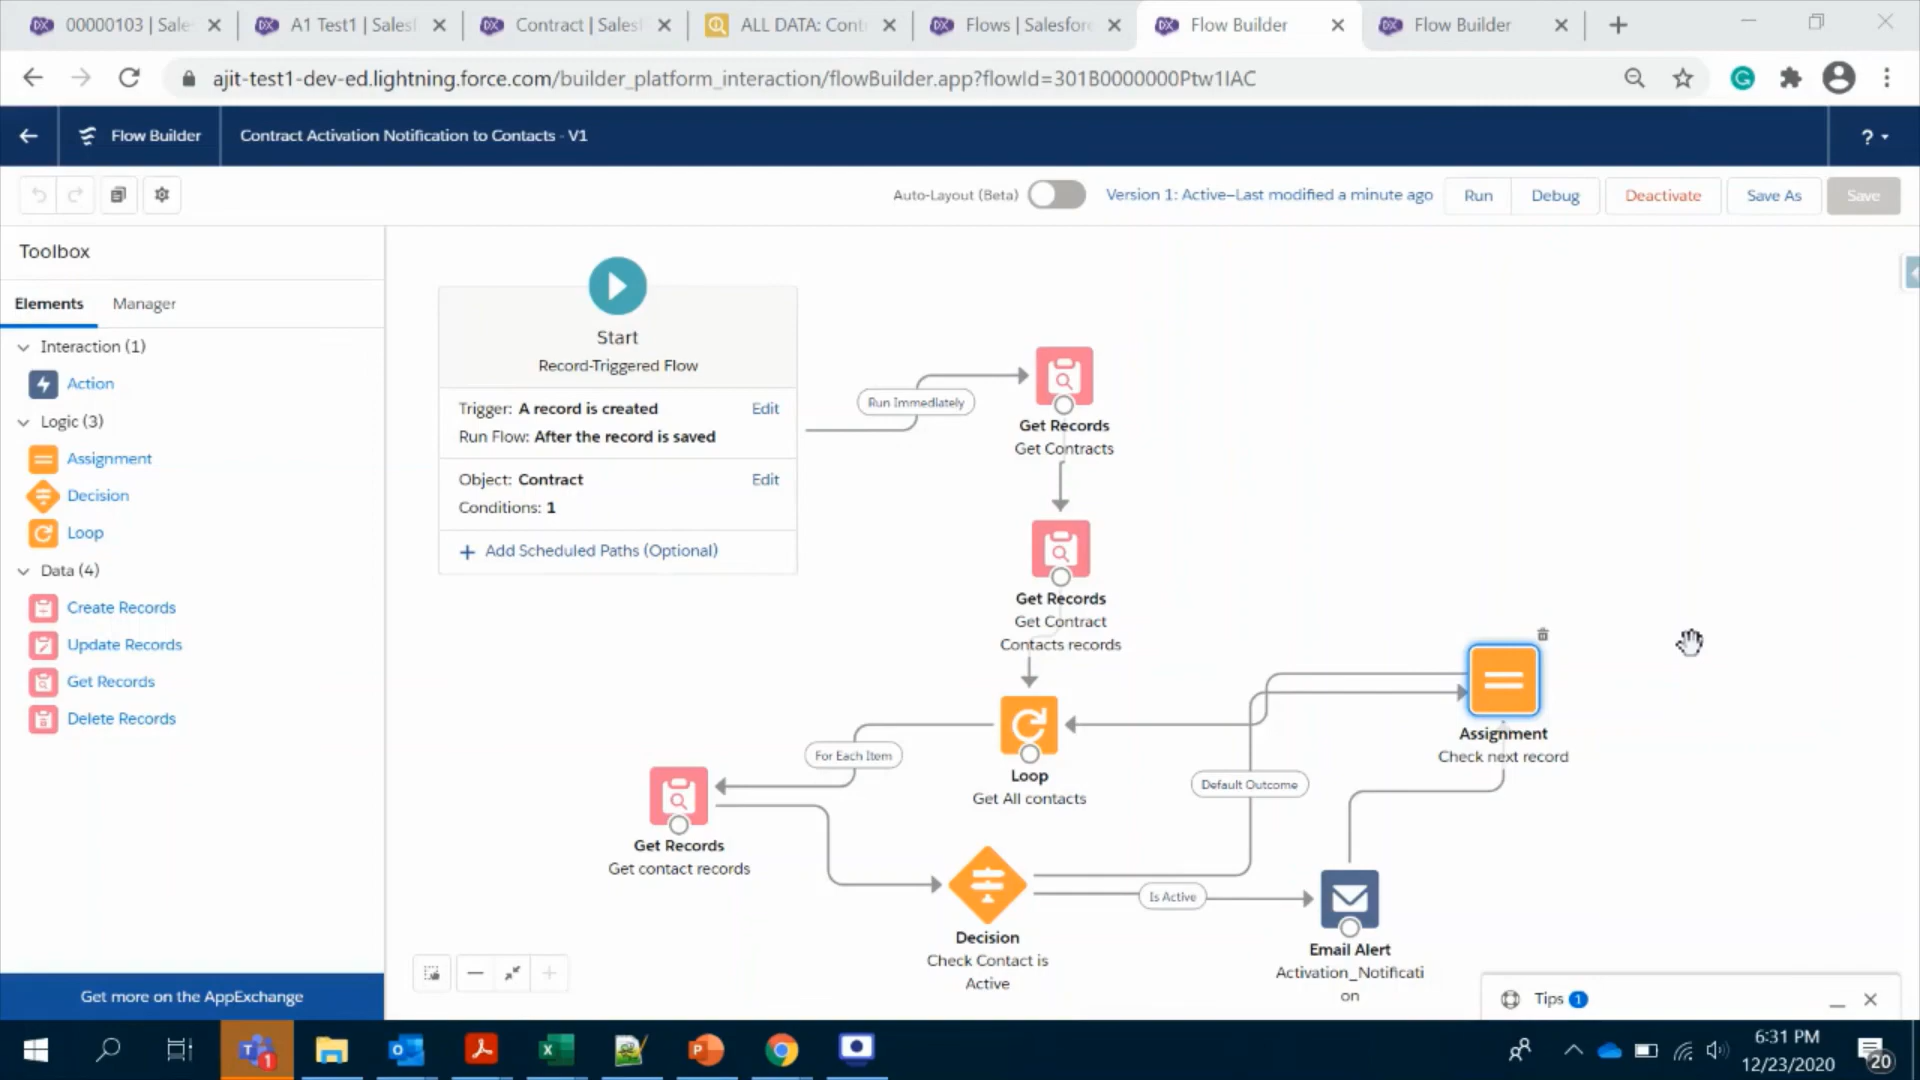 00000103 | Sale
A1 Test1 | Salesf
Contract | Sales
ALL DATA: Cont
Flows | Salesforc
Flow Builder
Flow Builder
ajit-test1-dev-ed.lightning.force.com/builder_platform_interaction/flowBuilder.app?flowId=301B0000000Ptw1IAC
Flow Builder
Contract Activation Notification to Contacts - V1
?
Auto-Layout (Beta)
Version 1: Active—Last modified a minute ago
Run
Debug
Deactivate
Save As
Save
Toolbox
Elements
Manager
Interaction (1)
Action
Logic (3)
Assignment
Decision
Loop
Data (4)
Create Records
Update Records
Get Records
Delete Records
Get more on the AppExchange
Start
Record-Triggered Flow
Trigger: A record is created
Edit
Run Flow: After the record is saved
Object: Contract
Edit
Conditions: 1
+ Add Scheduled Paths (Optional)
Run Immediately
Get Records
Get Contracts
Get Records
Get Contract
Contacts records
Assignment
Check next record
For Each Item
Loop
Get All contacts
Default Outcome
Get Records
Get contact records
Is Active
Decision
Check Contact is
Active
Email Alert
Activation_Notificati
on
Tips 1
6:31 PM
12/23/2020
20